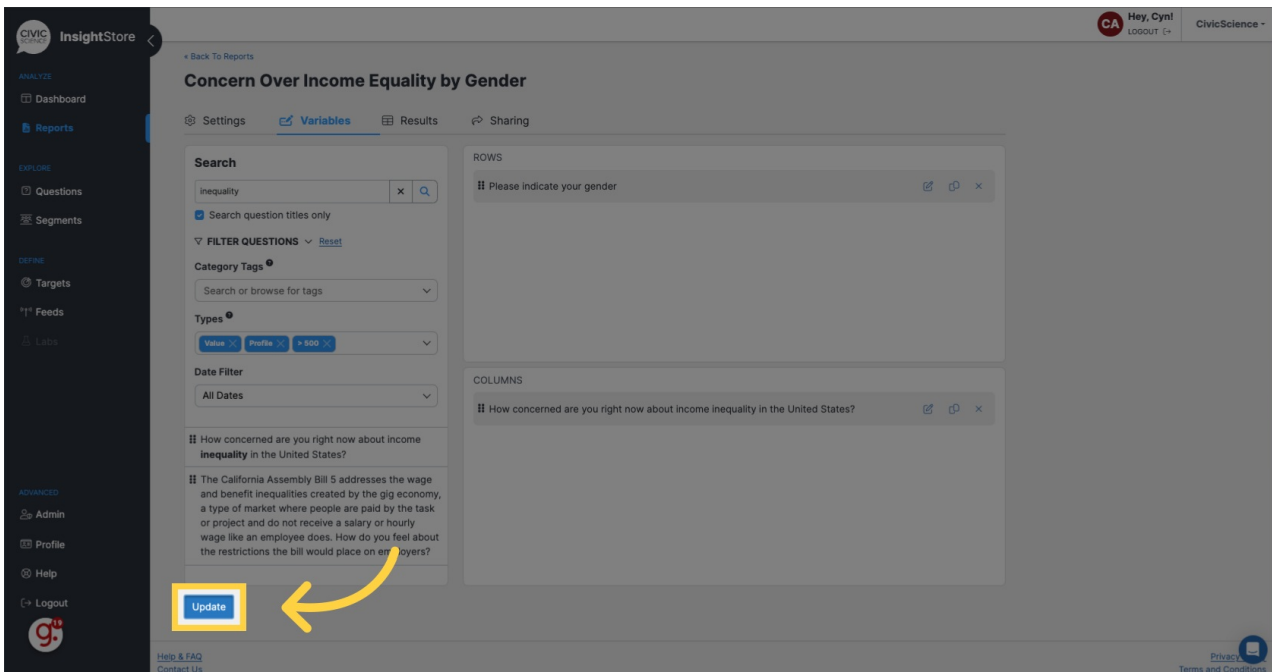 CIVIC
SCIENCE
InsightStore
Hey, Cyn!
CA
LOGOUT
CivicScience
ANALYZE
Dashboard
Reports
EXPLORE
Questions
Segments
DEFINE
Targets
Feeds
Labs
ADVANCED
Admin
Profile
Help
Logout
g.
« Back To Reports
Concern Over Income Equality by Gender
Settings
Variables
Results
Sharing
Search
inequality
Search question titles only
FILTER QUESTIONS
Reset
Category Tags
Search or browse for tags
Types
Value
Profile
> 500
Date Filter
All Dates
How concerned are you right now about income
inequality in the United States?
The California Assembly Bill 5 addresses the wage
and benefit inequalities created by the gig economy,
a type of market where people are paid by the task
or project and do not receive a salary or hourly
wage like an employee does. How do you feel about
the restrictions the bill would place on employers?
ROWS
Please indicate your gender
COLUMNS
How concerned are you right now about income inequality in the United States?
Update
Help & FAQ
Contact Us
Privacy
Terms and Conditions